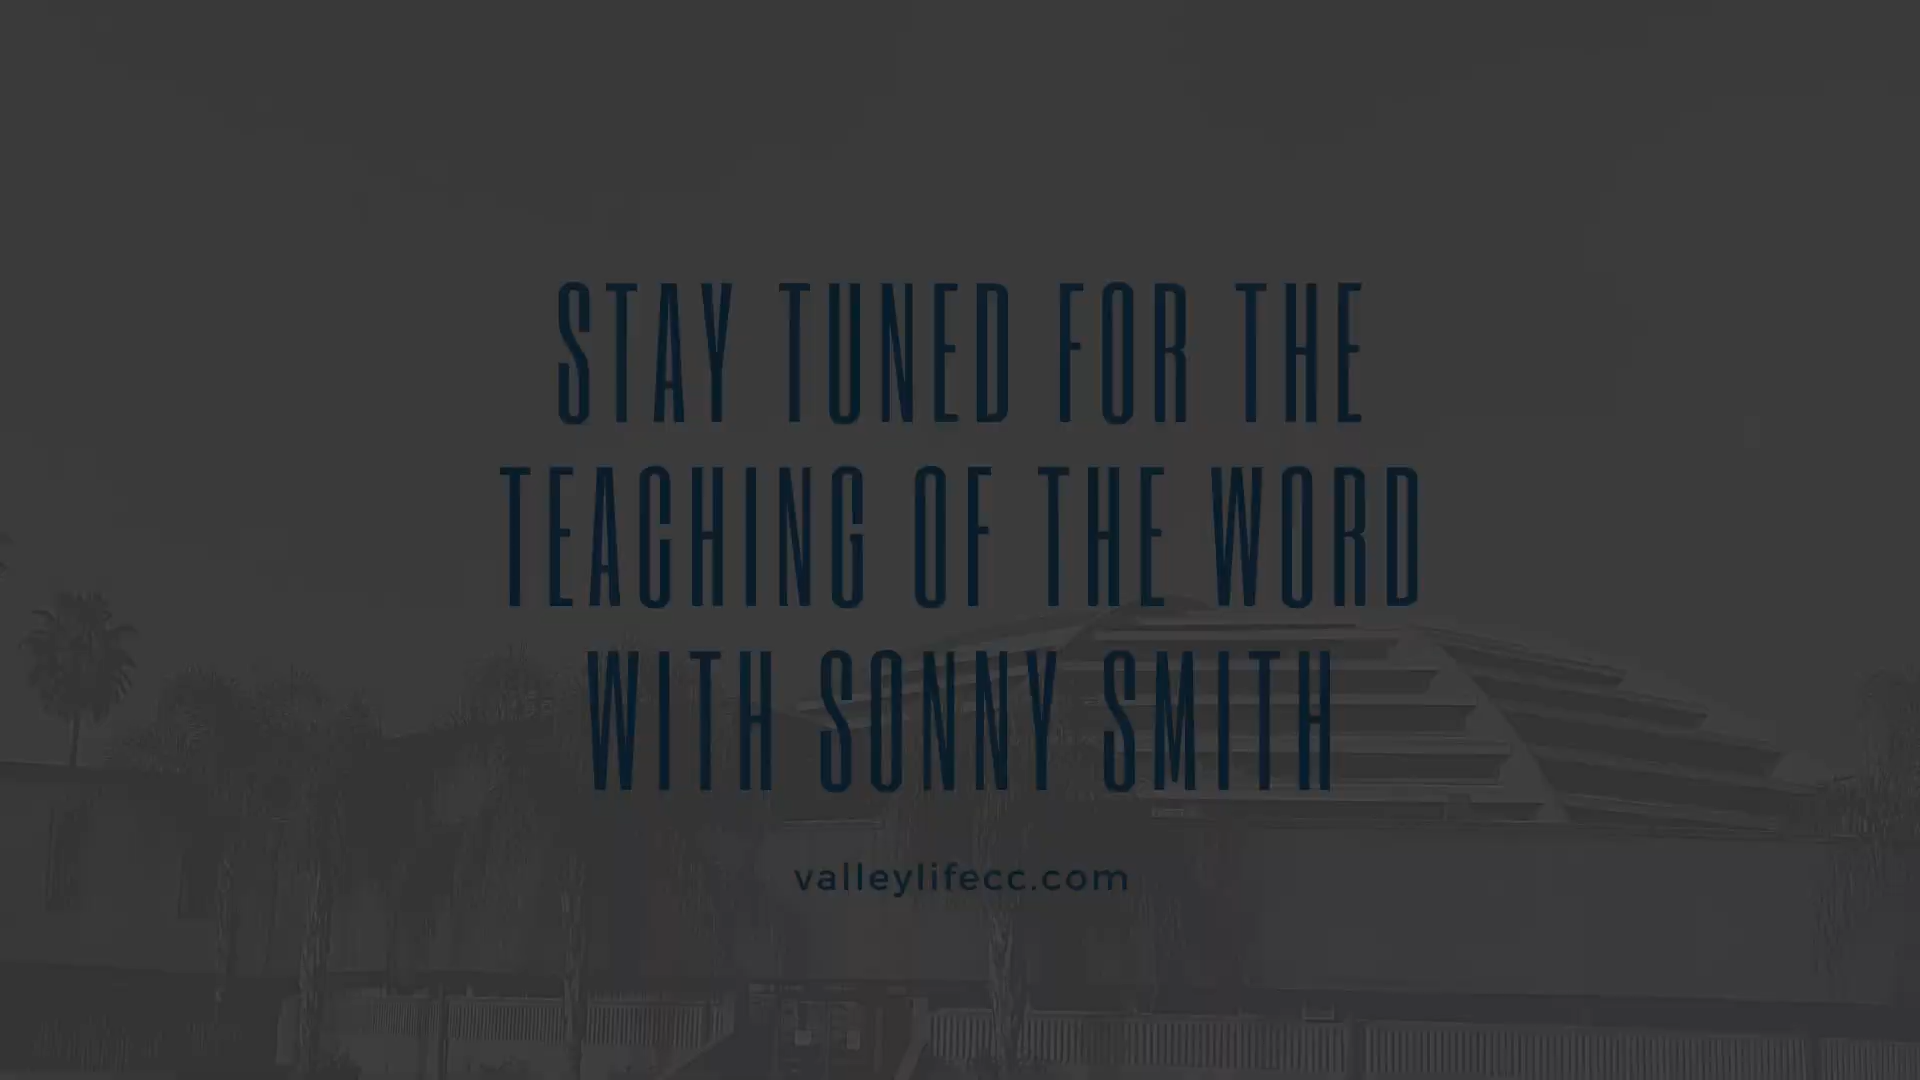 STAY TUNED FOR THE
TEACHING OF THE WORD
WITH SONNY SMITH
valleylifecc.com